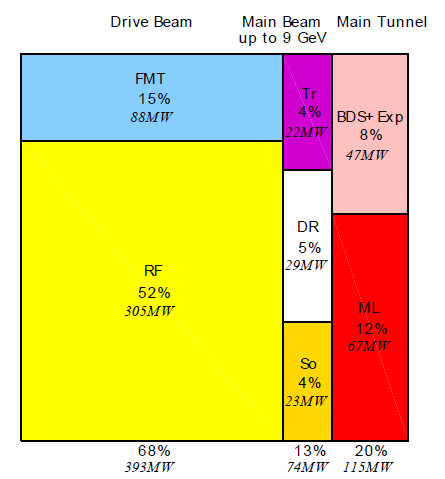 Drive Beam
Main Beam
up to 9 GeV
Main Tunnel
FMT
15%
88MW
RF
52%
305MW
Tr
4%
22MW
DR
5%
29MW
So
4%
23MW
BDS+Exp
8%
47MW
ML
12%
67MW
68%
393MW
13%
74MW
20%
115MW